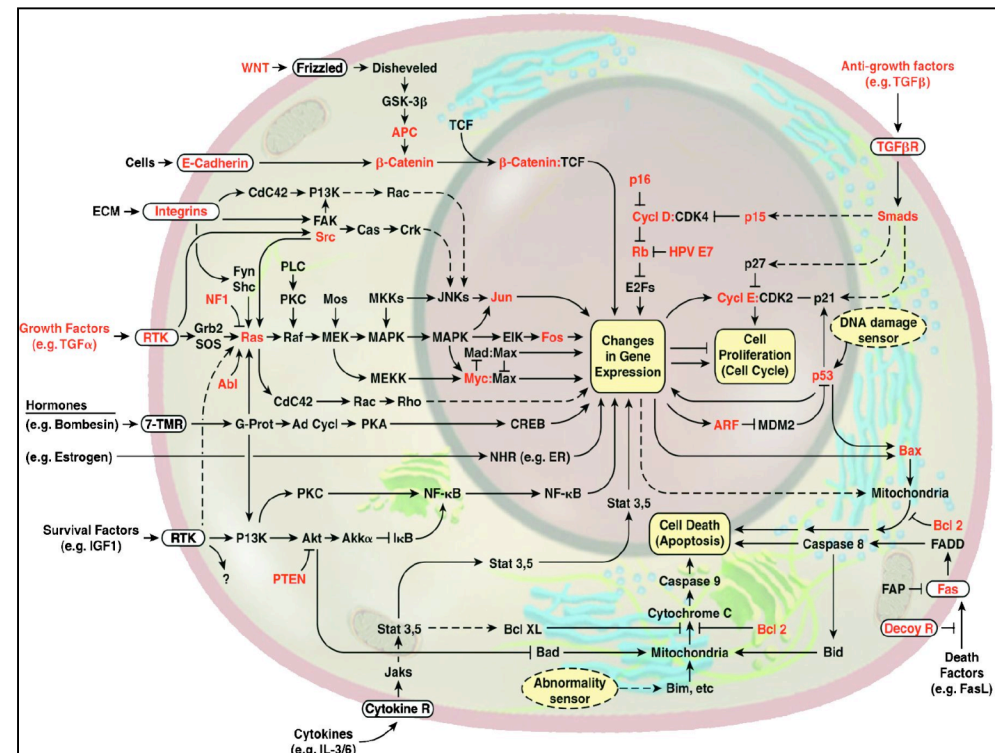 WNT
Frizzled
Disheveled
GSK-3β
APC
TCF
Cells
E-Cadherin
β-Catenin
β-Catenin:TCF
Anti-growth factors
(e.g. TGFβ)
TGFβR
Smads
CdC42
P13K
Rac
ECM
Integrins
FAK
Src
Cas
Crk
p16
Cycl D:CDK4
p15
Rb
HPV E7
E2Fs
p27
Cycl E:CDK2
p21
Fyn
Shc
PLC
NF1
PKC
Mos
MKKs
JNKs
Jun
Growth Factors
(e.g. TGFα)
RTK
Grb2
SOS
Ras
Raf
MEK
MAPK
MAPK
ElK
Fos
Mad:Max
MEKK
Myc:Max
Abl
CdC42
Rac
Rho
Changes
in Gene
Expression
Cell
Proliferation
(Cell Cycle)
DNA damage
sensor
p53
ARF
MDM2
Bax
Hormones
(e.g. Bombesin)
7-TMR
G-Prot
Ad Cycl
PKA
CREB
(e.g. Estrogen)
NHR (e.g. ER)
PKC
NF-κB
NF-κB
Stat 3,5
Mitochondria
Survival Factors
(e.g. IGF1)
RTK
P13K
Akt
Akkα
IκB
?
PTEN
Cell Death
(Apoptosis)
Bcl 2
Caspase 8
FADD
Stat 3,5
Caspase 9
FAP
Fas
Cytochrome C
Stat 3,5
Bcl XL
Bcl 2
Decoy R
Bad
Mitochondria
Bid
Death
Factors
(e.g. FasL)
Jaks
Abnormality
sensor
Bim, etc
Cytokine R
Cytokines
(e.g. IL-3/6)